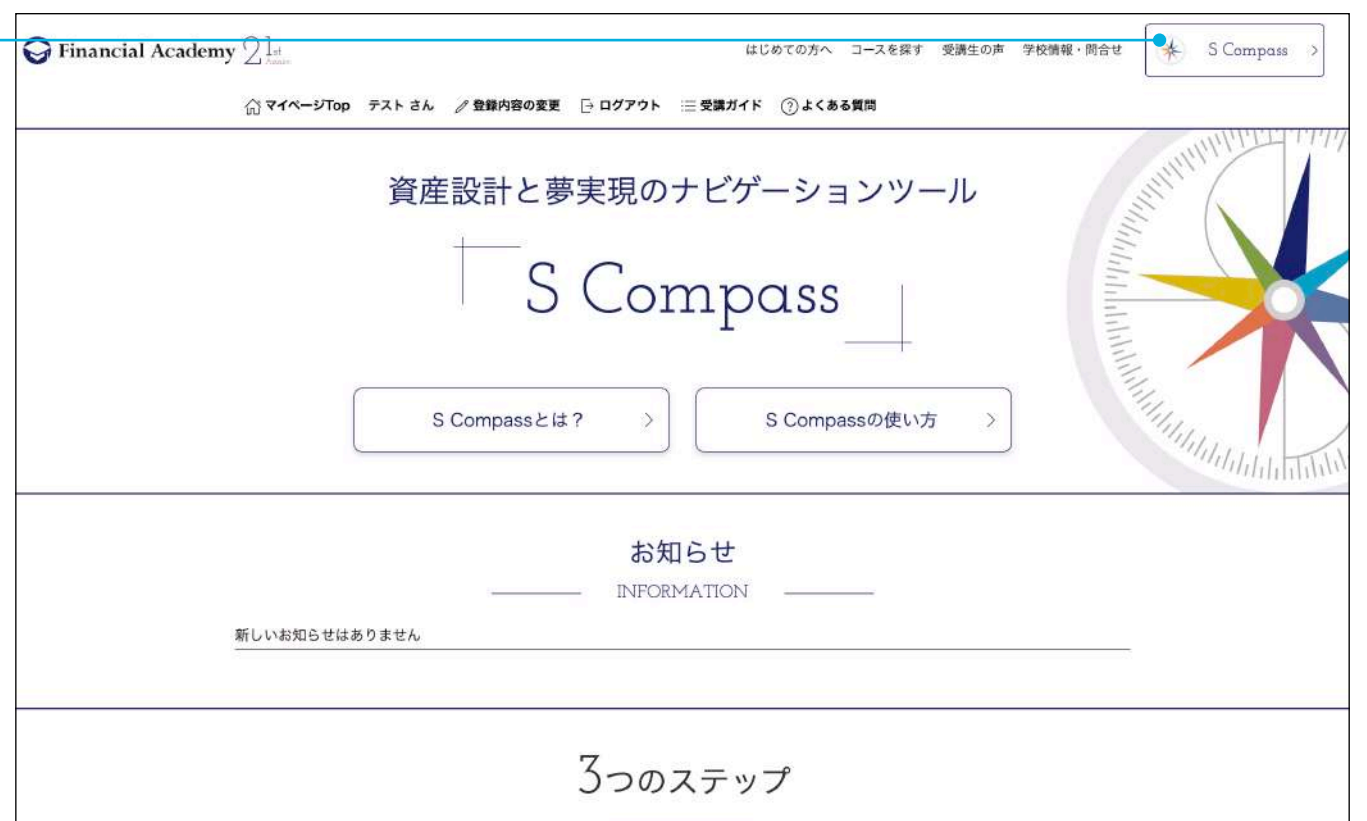 Financial Academy 21st
はじめての方へ コースを探す 受講生の声 学校情報・問合せ
S Compass
マイページTop テスト さん 登録内容の変更 ログアウト 受講ガイド よくある質問
資産設計と夢実現のナビゲーションツール
S Compass
S Compassとは？ S Compassの使い方
お知らせ
INFORMATION
新しいお知らせはありません
3つのステップ